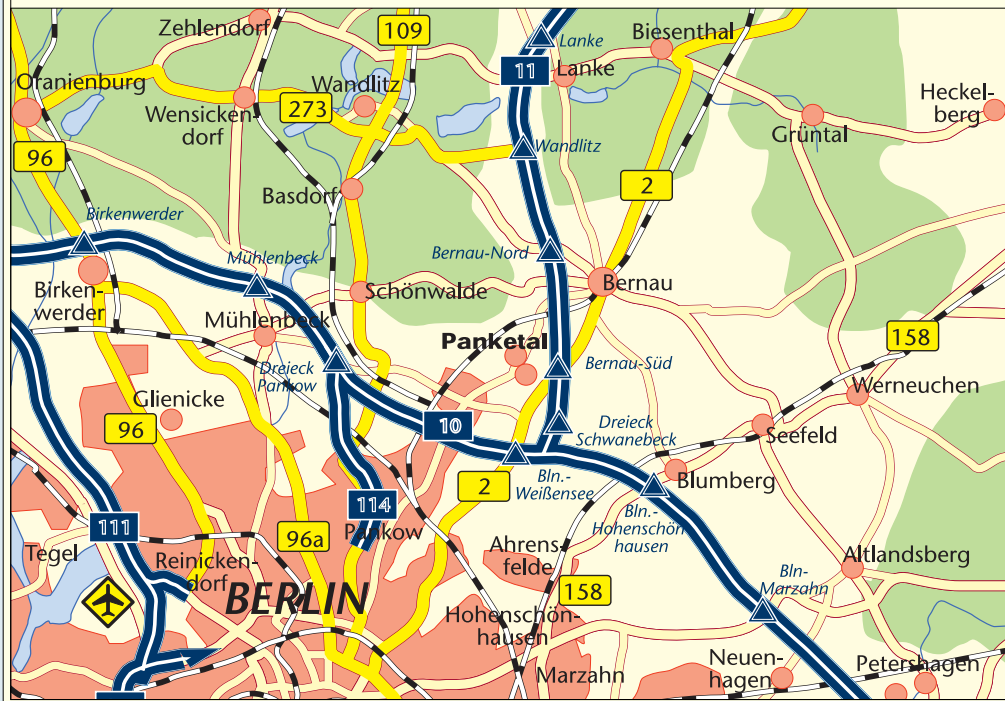 Zehlendorf
109
Lanke
Biesenthal
Oranienburg
11
Lanke
Wandlitz
Heckel-
berg
Wensicken-
dorf
273
Grüntal
96
Wandlitz
2
Basdorf
Birkenwerder
Bernau-Nord
Mühlenbeck
Birken-
werder
Schönwalde
Bernau
Mühlenbeck
158
Panketal
Dreieck
Pankow
Bernau-Süd
Werneuchen
Glienicke
96
10
Dreieck
Schwanebeck
Seefeld
2
Bln.-
Weißensee
Blumberg
114
111
Pankow
Bln.-
Hohenschön
hausen
96a
Tegel
Reinicken-
dorf
Ahrens-
felde
Altlandsberg
Bln-
Marzahn
158
BERLIN
Hohenschön-
hausen
Marzahn
Neuen-
hagen
Petershagen